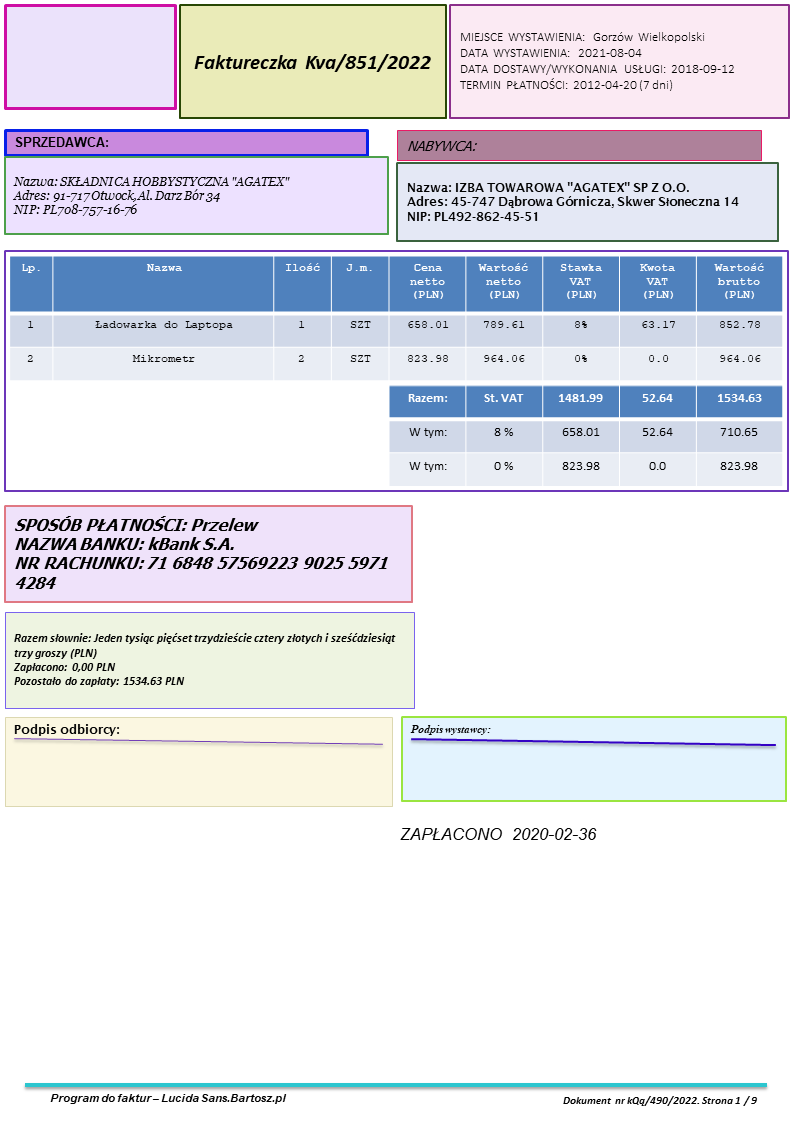 Faktureczka Kva/851/2022
MIEJSCE WYSTAWIENIA: Gorzów Wielkopolski
DATA WYSTAWIENIA: 2021-08-04
DATA DOSTAWY/WYKONANIA USŁUGI: 2018-09-12
TERMIN PŁATNOŚCI: 2012-04-20 (7 dni)
SPRZEDAWCA:
Nazwa: SKŁADNICA HOBBYSTYCZNA "AGATEX"
Adres: 91-717 Otwock,Al. Darz Bór 34
NIP: PL708-757-16-76
NABYWCA:
Nazwa: IZBA TOWAROWA "AGATEX" SP Z O.O.
Adres: 45-747 Dąbrowa Górnicza, Skwer Słoneczna 14
NIP: PL492-862-45-51
Lp. Nazwa Ilość J.m. Cena netto (PLN) Wartość netto (PLN) Stawka VAT (PLN) Kwota VAT (PLN) Wartość brutto (PLN)
1 Ładowarka do Laptopa 1 SZT 658.01 789.61 8% 63.17 852.78
2 Mikrometr 2 SZT 823.98 964.06 0% 0.0 964.06
Razem: St. VAT 1481.99 52.64 1534.63
W tym: 8 % 658.01 52.64 710.65
W tym: 0 % 823.98 0.0 823.98
SPOSÓB PŁATNOŚCI: Przelew
NAZWA BANKU: kBank S.A.
NR RACHUNKU: 71 6848 57569223 9025 5971
4284
Razem słownie: Jeden tysiąc pięćset trzydzieście cztery złotych i sześćdziesiąt
trzy groszy (PLN)
Zapłacono: 0,00 PLN
Pozostało do zapłaty: 1534.63 PLN
Podpis odbiorcy:
Podpis wystawcy:
ZAPŁACONO 2020-02-36
Program do faktur – Lucida Sans.Bartosz.pl
Dokument nr kQq/490/2022. Strona 1 / 9